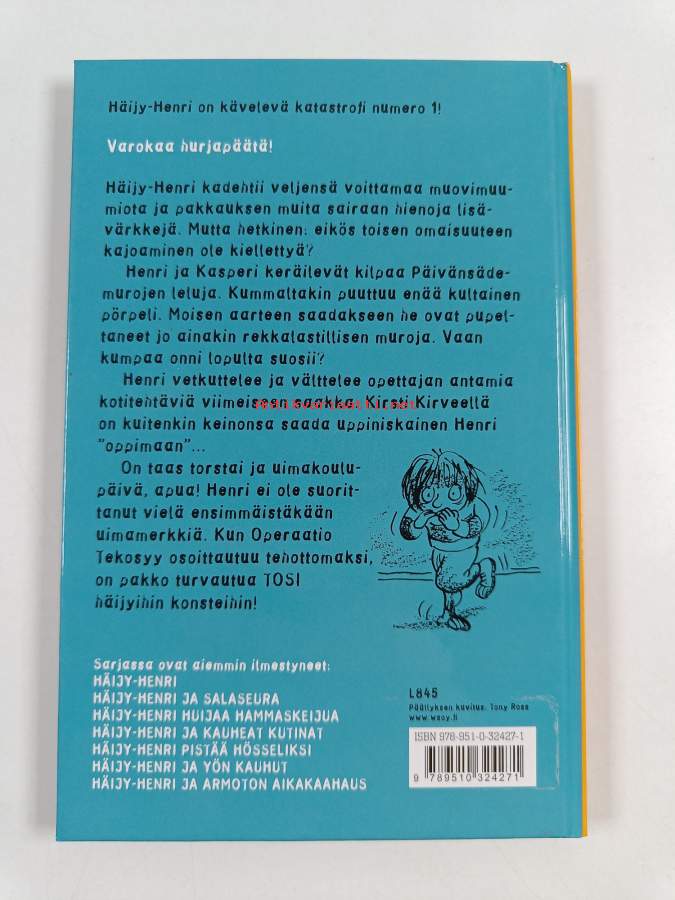 Häijy-Henri on kävelevä katastrofi numero 1!
Varokaa hurjapäätä!
Häijy-Henri kadehtii veljensä voittamaa muovimuu-
miota ja pakkauksen muita sairaan hienoja lisä-
värkkejä. Mutta hetkinen: eikös toisen omaisuuteen
kajoaminen ole kiellettyä?
Henri ja Kasperi keräilevät kilpaa Päivänsäde-
murojen leluja. Kummaltakin puuttuu enää kultainen
pörpeli. Moisen aarteen saadakseen he ovat pupel-
taneet jo ainakin rekkalastillisen muroja. Vaan
kumpaa onni lopulta suosii?
Henri vetkuttelee ja välttelee opettajan antamia
kotitehtäviä viimeiseen saakka. Kirsti Kirveellä
on kuitenkin keinonsa saada uppiniskainen Henri
"oppimaan"...
On taas torstai ja uimakoulu-
päivä, apua! Henri ei ole suorit-
tanut vielä ensimmäistäkään
uimamerkkiä. Kun Operaatio
Tekosyy osoittautuu tehottomaksi,
on pakko turvautua TOSI
häijyihin konsteihin!
Sarjassa ovat aiemmin ilmestyneet:
HÄIJY-HENRI
HÄIJY-HENRI JA SALASEURA
HÄIJY-HENRI HUIJAA HAMMASKEIJUA
HÄIJY-HENRI JA KAUHEAT KUTINAT
HÄIJY-HENRI PISTÄÄ HÖSSELIKSI
HÄIJY-HENRI JA YÖN KAUHUT
HÄIJY-HENRI JA ARMOTON AIKAKAAHAUS
L845
Päällyksen kuvitus: Tony Ross
www.wsoy.fi
ISBN 978-951-0-32427-1
9 789510 324271